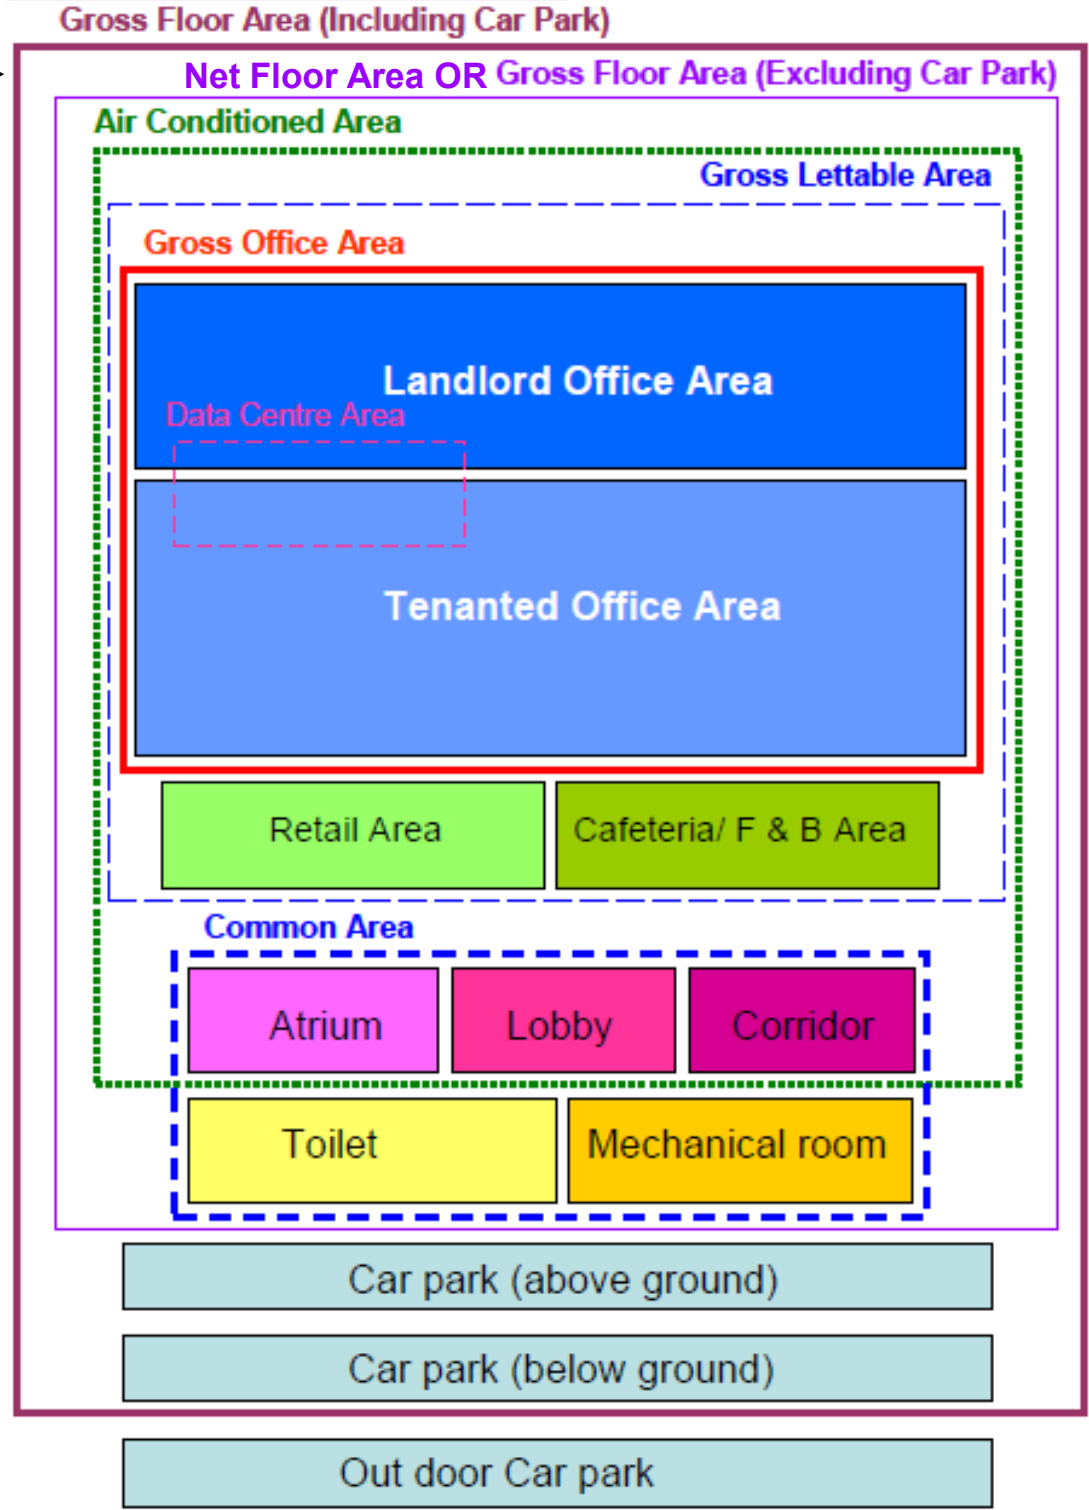 Gross Floor Area (Including Car Park)
Net Floor Area OR Gross Floor Area (Excluding Car Park)
Air Conditioned Area
Gross Lettable Area
Gross Office Area
Landlord Office Area
Data Centre Area
Tenanted Office Area
Retail Area
Cafeteria/ F & B Area
Common Area
Atrium
Lobby
Corridor
Toilet
Mechanical room
Car park (above ground)
Car park (below ground)
Out door Car park